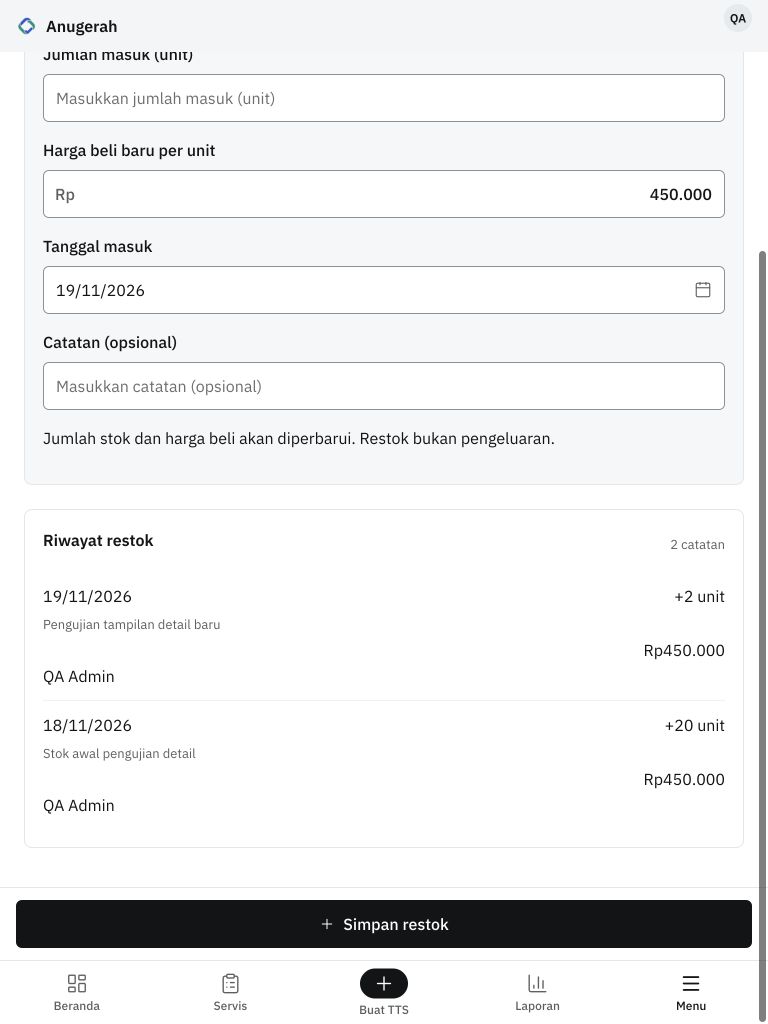 Anugerah
QA
Jumlah masuk (unit)
Masukkan jumlah masuk (unit)
Harga beli baru per unit
Rp 450.000
Tanggal masuk
19/11/2026
Catatan (opsional)
Masukkan catatan (opsional)
Jumlah stok dan harga beli akan diperbarui. Restok bukan pengeluaran.
Riwayat restok
2 catatan
19/11/2026 +2 unit
Pengujian tampilan detail baru
Rp450.000
QA Admin
18/11/2026 +20 unit
Stok awal pengujian detail
Rp450.000
QA Admin
+ Simpan restok
Beranda Servis Buat TTS Laporan Menu